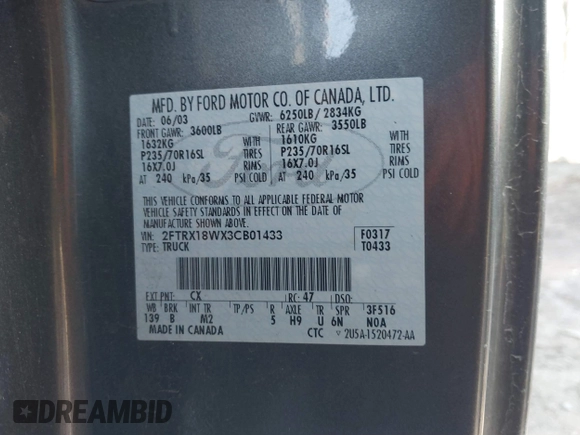 MFD. BY FORD MOTOR CO. OF CANADA, LTD.
DATE: 06/03 GVWR: 6250LB/ 2834KG
FRONT GAWR: 3600LB REAR GAWR: 3550LB
1632KG WITH 1610KG WITH
P235/70R16SL TIRES P235/70R16SL TIRES
16X7.0J RIMS 16X7.0J RIMS
AT 240 kPa/35 PSI COLD AT 240 kPa/35 PSI COLD
THIS VEHICLE CONFORMS TO ALL APPLICABLE FEDERAL MOTOR
VEHICLE SAFETY STANDARDS IN EFFECT ON THE DATE OF
MANUFACTURE SHOWN ABOVE.
VIN: 2FTRX18WX3CB01433 F0317
TYPE: TRUCK T0433
EXT PNT: CX RC: 47 DSO:
WB BRK INT TR TP/PS R AXLE TR SPR 3F516
139 B M2 5 H9 U 6N NOA
MADE IN CANADA CTC 2U5A-1520472-AA
Ford
DREAMBID